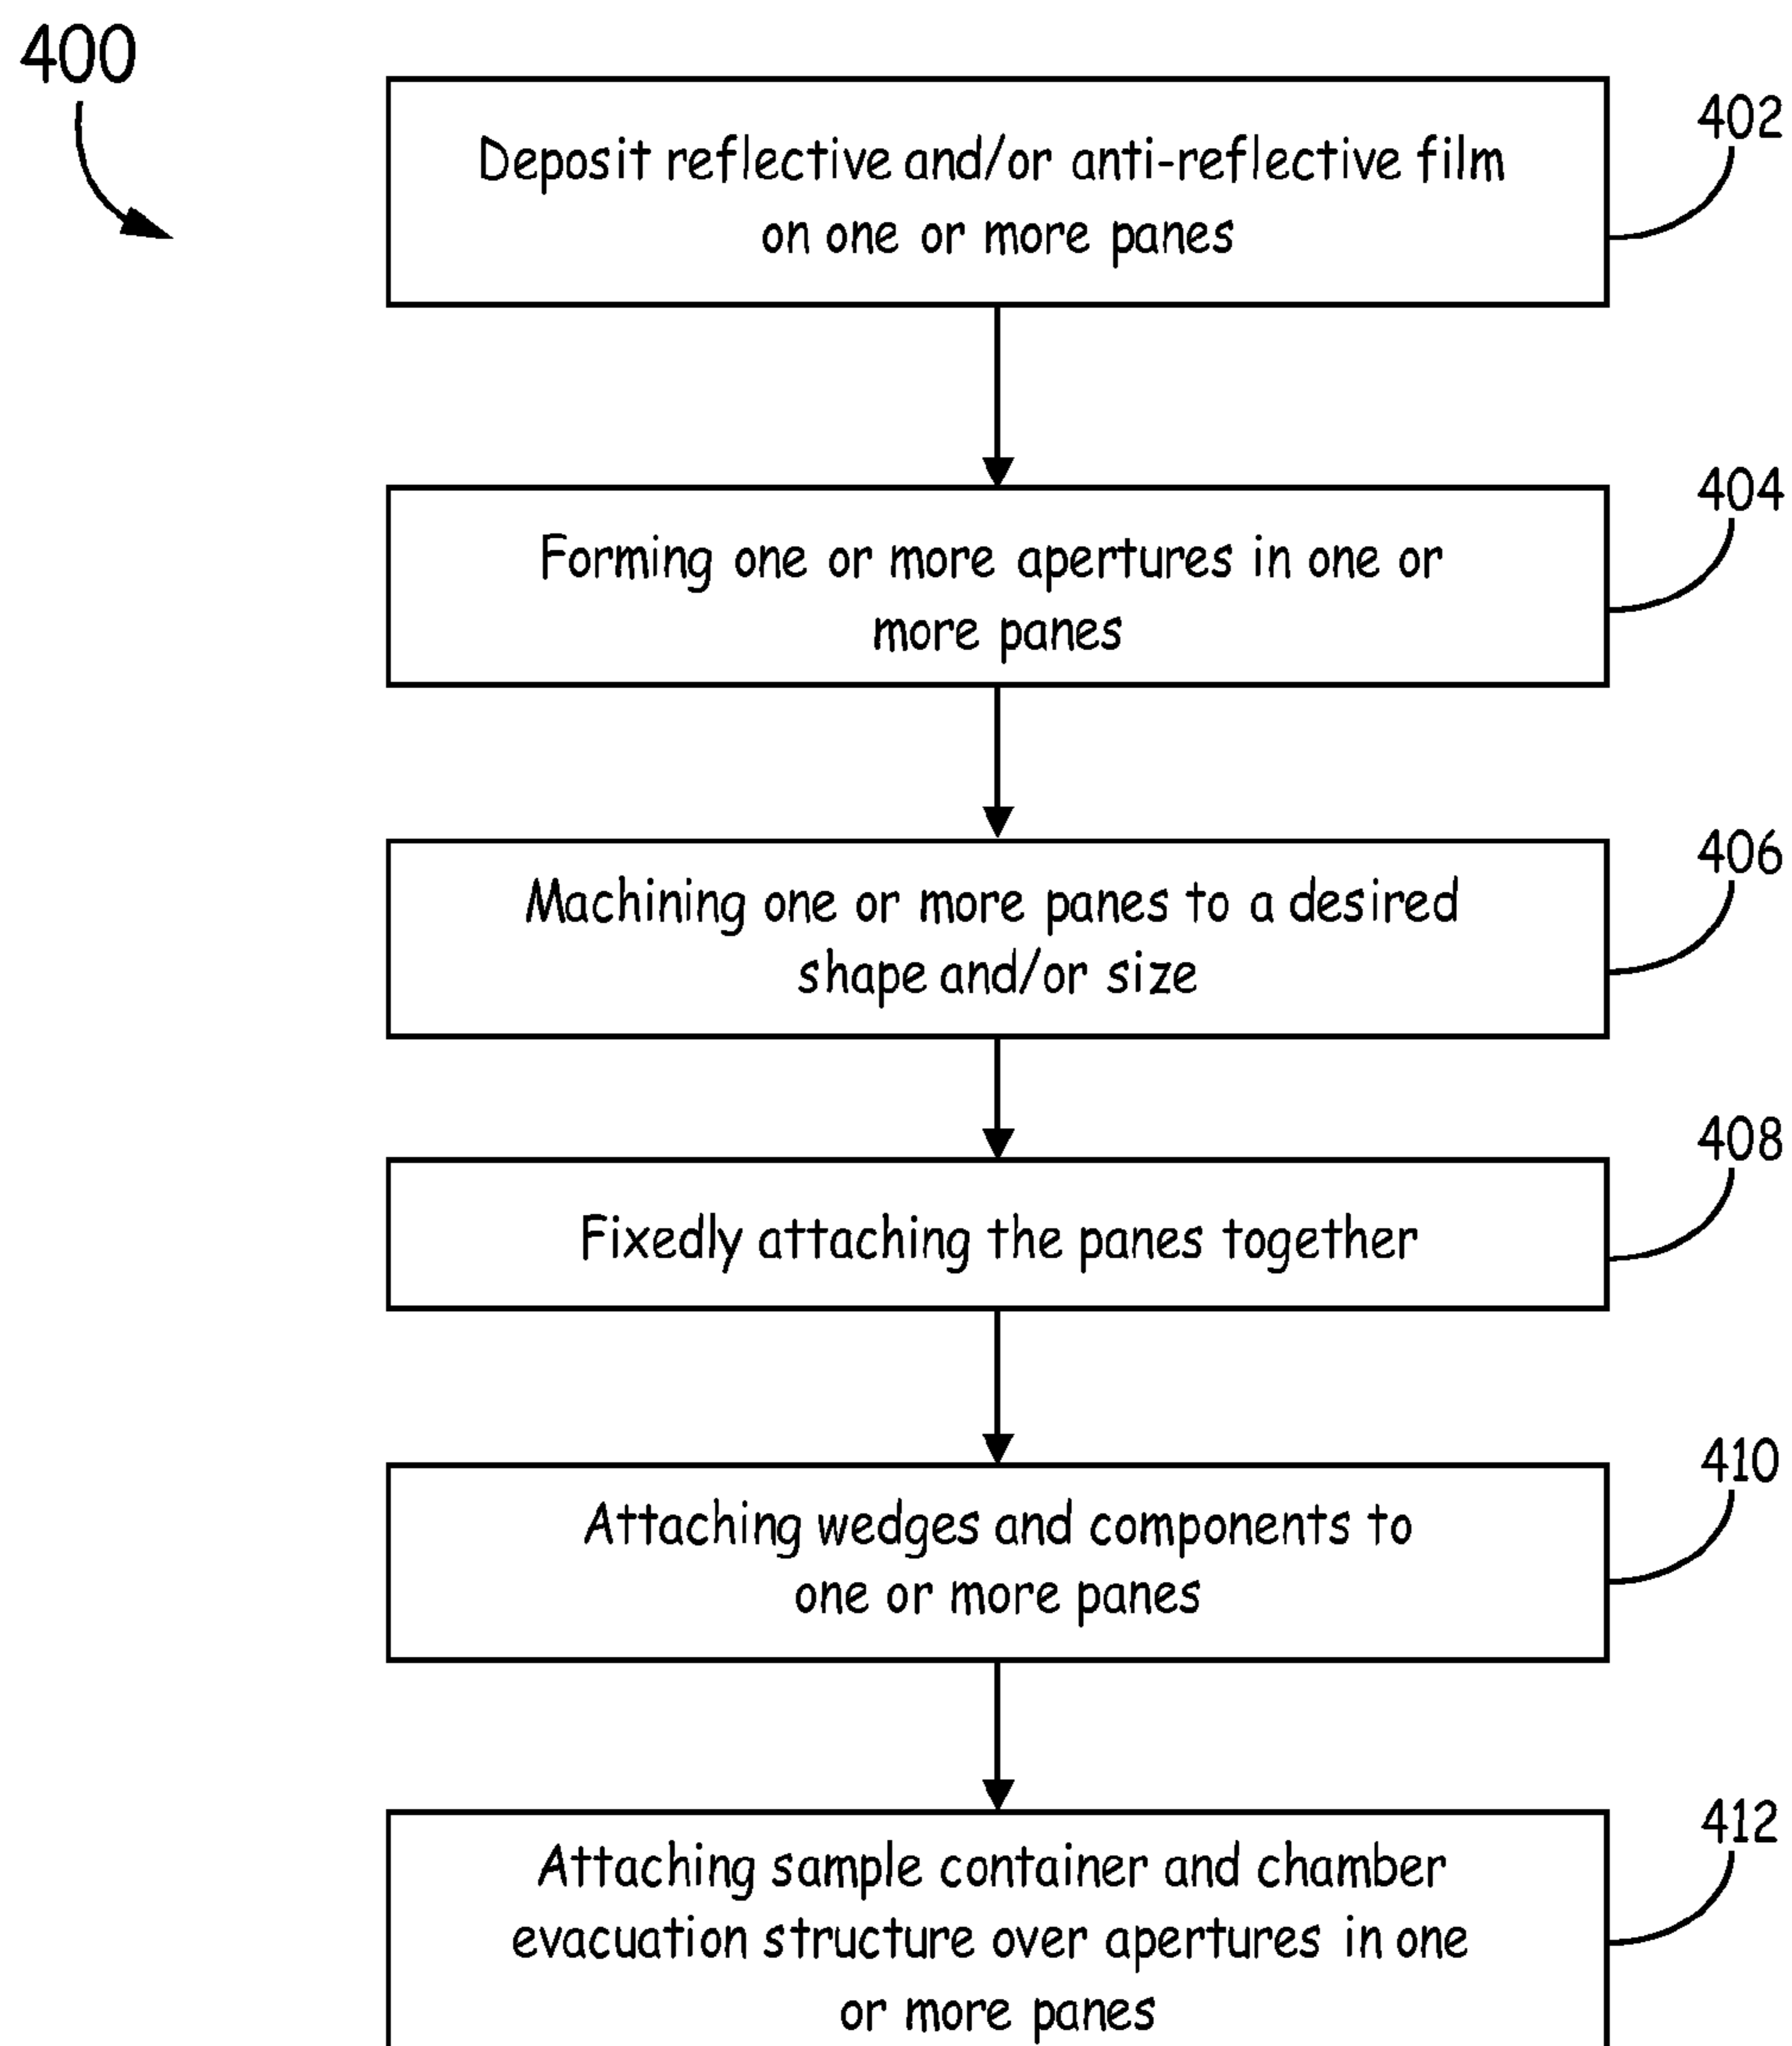 400
Deposit reflective and/or anti-reflective film
on one or more panes
402
Forming one or more apertures in one or
more panes
404
Machining one or more panes to a desired
shape and/or size
406
Fixedly attaching the panes together
408
Attaching wedges and components to
one or more panes
410
Attaching sample container and chamber
evacuation structure over apertures in one
or more panes
412